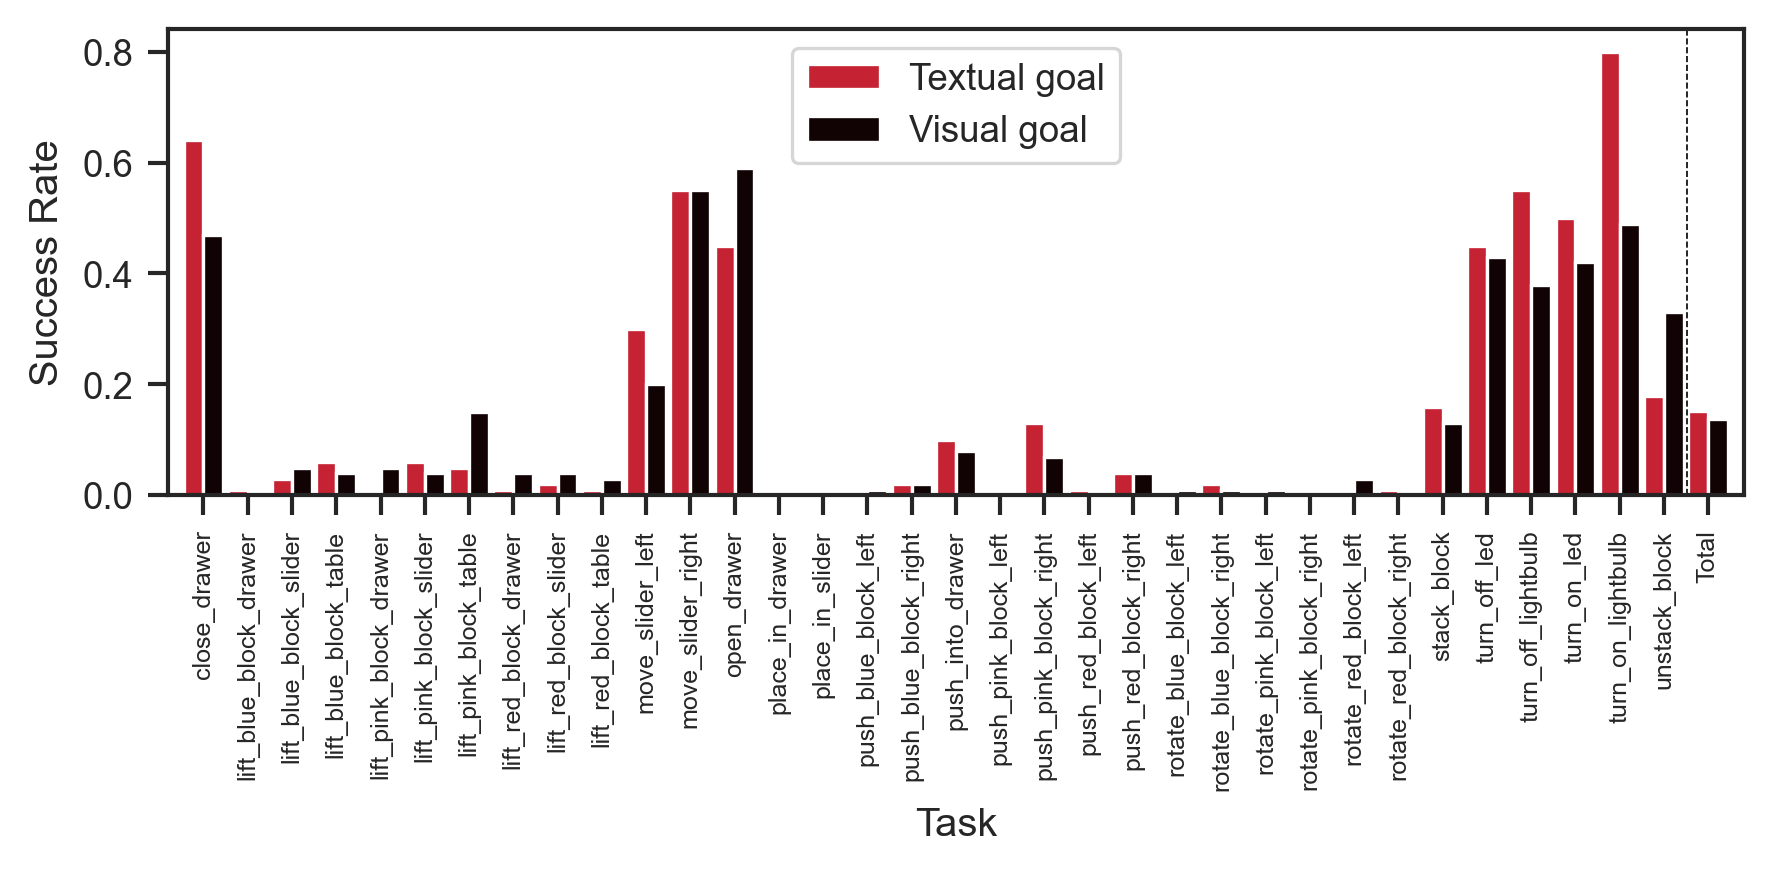 Textual goal
Visual goal
Success Rate
0.8
0.6
0.4
0.2
0.0
close_drawer
lift_blue_block_drawer
lift_blue_block_slider
lift_blue_block_table
lift_pink_block_drawer
lift_pink_block_slider
lift_pink_block_table
lift_red_block_drawer
lift_red_block_slider
lift_red_block_table
move_slider_left
move_slider_right
open_drawer
place_in_drawer
place_in_slider
push_blue_block_left
push_blue_block_right
push_into_drawer
push_pink_block_left
push_pink_block_right
push_red_block_left
push_red_block_right
rotate_blue_block_left
rotate_blue_block_right
rotate_pink_block_left
rotate_pink_block_right
rotate_red_block_left
rotate_red_block_right
stack_block
turn_off_led
turn_off_lightbulb
turn_on_led
turn_on_lightbulb
unstack_block
Total
Task